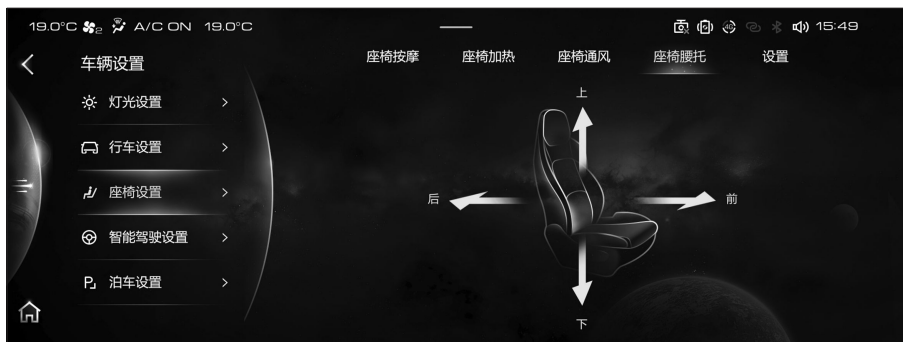 19.0°C 2 A/C ON 19.0°C 4G 15:49
车辆设置
座椅按摩 座椅加热 座椅通风 座椅腰托 设置
灯光设置
行车设置
座椅设置
智能驾驶设置
P 泊车设置
上
后 前
下